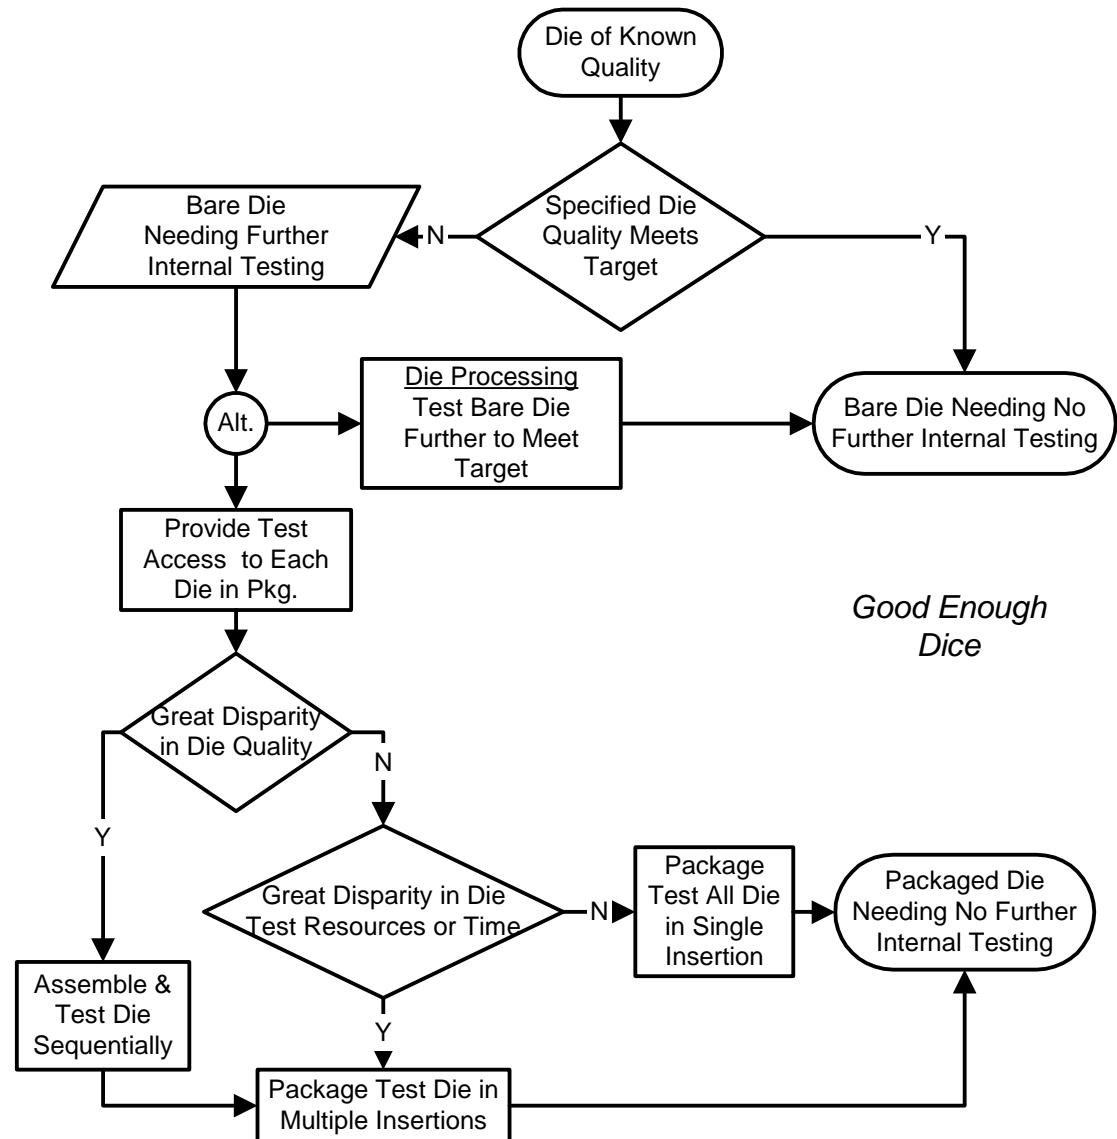 Die of Known
Quality
Specified Die
Quality Meets
Target
N
Y
Bare Die
Needing Further
Internal Testing
Alt.
Die Processing
Test Bare Die
Further to Meet
Target
Bare Die Needing No
Further Internal Testing
Provide Test
Access to Each
Die in Pkg.
Good Enough
Dice
Great Disparity
in Die Quality
N
Y
Great Disparity in Die
Test Resources or Time
N
Package
Test All Die
in Single
Insertion
Packaged Die
Needing No Further
Internal Testing
Assemble &
Test Die
Sequentially
Y
Package Test Die in
Multiple Insertions